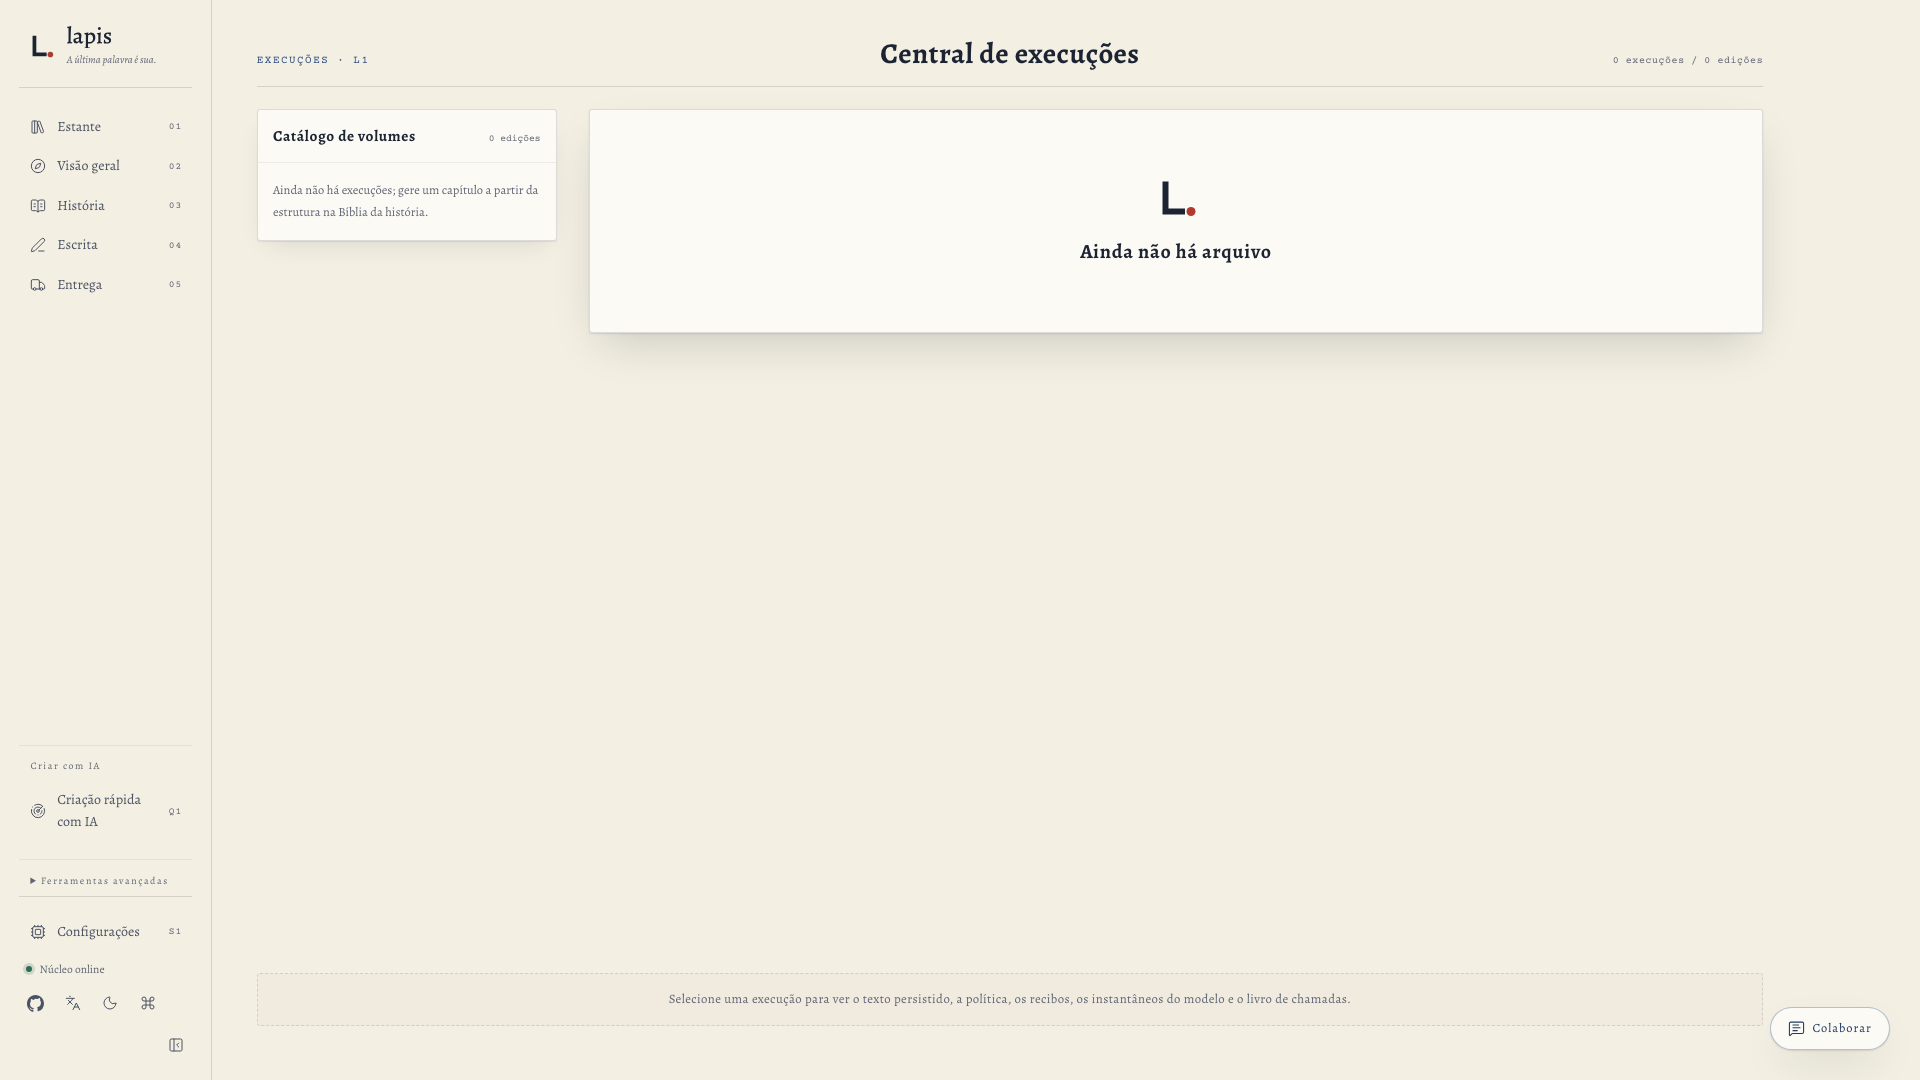 L.
lapis
A última palavra é sua.
Estante 01
Visão geral 02
História 03
Escrita 04
Entrega 05
Criar com IA
Criação rápida
com IA
Q1
Ferramentas avançadas
Configurações S1
Núcleo online
EXECUÇÕES · L1
Central de execuções
0 execuções / 0 edições
Catálogo de volumes
0 edições
Ainda não há execuções; gere um capítulo a partir da
estrutura na Bíblia da história.
L.
Ainda não há arquivo
Selecione uma execução para ver o texto persistido, a política, os recibos, os instantâneos do modelo e o livro de chamadas.
Colaborar